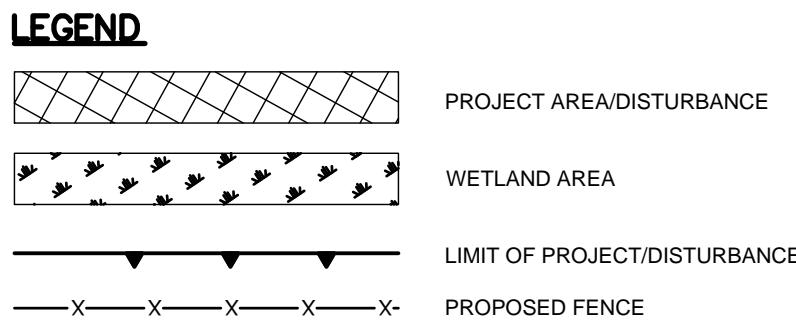 LEGEND
PROJECT AREA/DISTURBANCE
WETLAND AREA
LIMIT OF PROJECT/DISTURBANCE
X X X X X PROPOSED FENCE